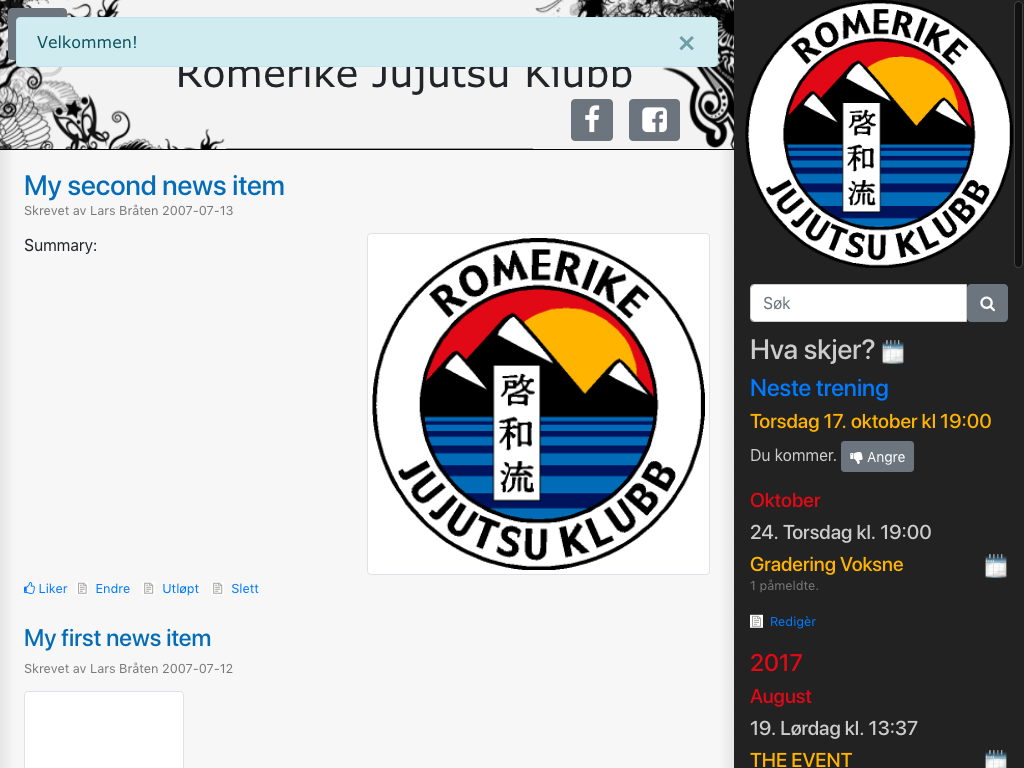 Velkommen!
×
Romerike Jujutsu Klubb
My second news item
Skrevet av Lars Bråten 2007-07-13
Summary:
ROMERIKE
啓和流
JUJUTSU KLUBB
Liker Endre Utløpt Slett
My first news item
Skrevet av Lars Bråten 2007-07-12
ROMERIKE
啓和流
JUJUTSU KLUBB
Søk
Hva skjer?
Neste trening
Torsdag 17. oktober kl 19:00
Du kommer. Angre
Oktober
24. Torsdag kl. 19:00
Gradering Voksne
1 påmeldte.
Redigèr
2017
August
19. Lørdag kl. 13:37
THE EVENT